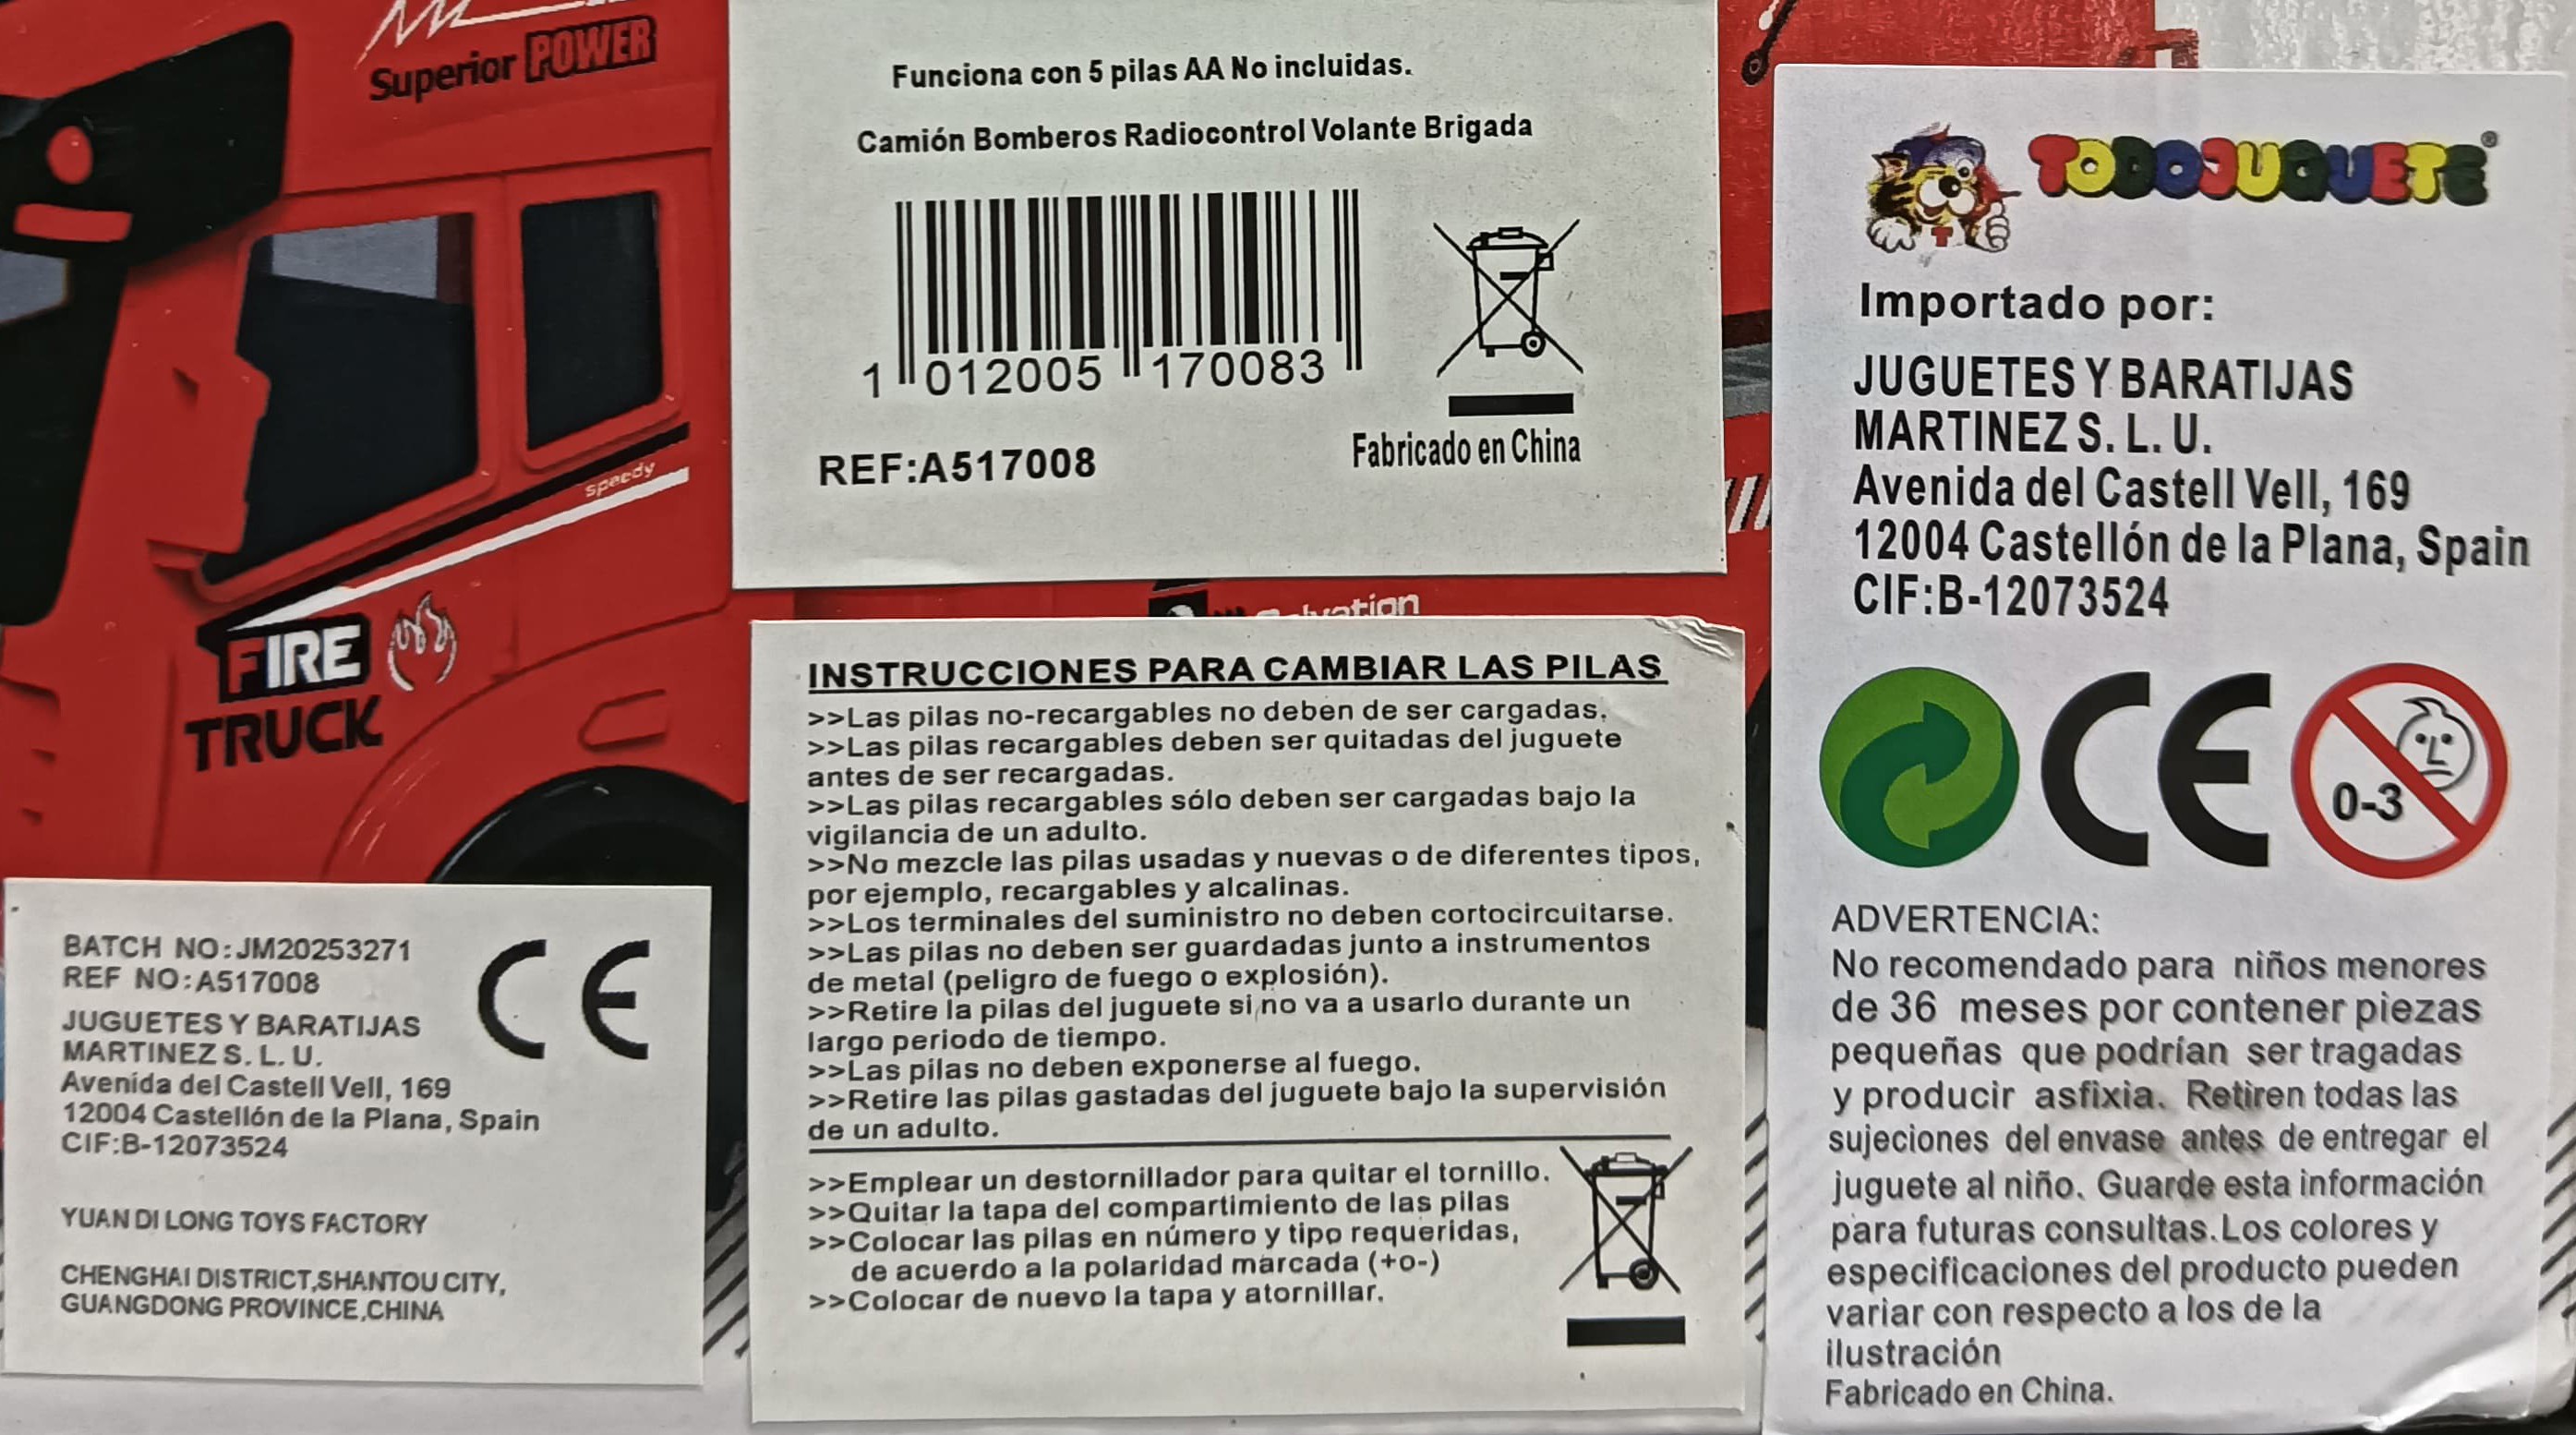 Superior POWER
speedy
FIRE
TRUCK
Funciona con 5 pilas AA No incluidas.
Camión Bomberos Radiocontrol Volante Brigada
1 012005 170083
REF:A517008
Fabricado en China
BATCH NO:JM20253271
REF NO:A517008
JUGUETES Y BARATIJAS
MARTINEZ S. L. U.
Avenida del Castell Vell, 169
12004 Castellón de la Plana, Spain
CIF:B-12073524
YUAN DI LONG TOYS FACTORY
CHENGHAI DISTRICT,SHANTOU CITY,
GUANGDONG PROVINCE,CHINA
CE
INSTRUCCIONES PARA CAMBIAR LAS PILAS
>>Las pilas no-recargables no deben de ser cargadas.
>>Las pilas recargables deben ser quitadas del juguete
antes de ser recargadas.
>>Las pilas recargables sólo deben ser cargadas bajo la
vigilancia de un adulto.
>>No mezcle las pilas usadas y nuevas o de diferentes tipos,
por ejemplo, recargables y alcalinas.
>>Los terminales del suministro no deben cortocircuitarse.
>>Las pilas no deben ser guardadas junto a instrumentos
de metal (peligro de fuego o explosión).
>>Retire la pilas del juguete si no va a usarlo durante un
largo periodo de tiempo.
>>Las pilas no deben exponerse al fuego.
>>Retire las pilas gastadas del juguete bajo la supervisión
de un adulto.
>>Emplear un destornillador para quitar el tornillo.
>>Quitar la tapa del compartimiento de las pilas
>>Colocar las pilas en número y tipo requeridas,
de acuerdo a la polaridad marcada (+o-)
>>Colocar de nuevo la tapa y atornillar.
TODOJUGUETE®
Importado por:
JUGUETES Y BARATIJAS
MARTINEZ S. L. U.
Avenida del Castell Vell, 169
12004 Castellón de la Plana, Spain
CIF:B-12073524
CE
0-3
ADVERTENCIA:
No recomendado para niños menores
de 36 meses por contener piezas
pequeñas que podrían ser tragadas
y producir asfixia. Retiren todas las
sujeciones del envase antes de entregar el
juguete al niño. Guarde esta información
para futuras consultas.Los colores y
especificaciones del producto pueden
variar con respecto a los de la
ilustración
Fabricado en China.